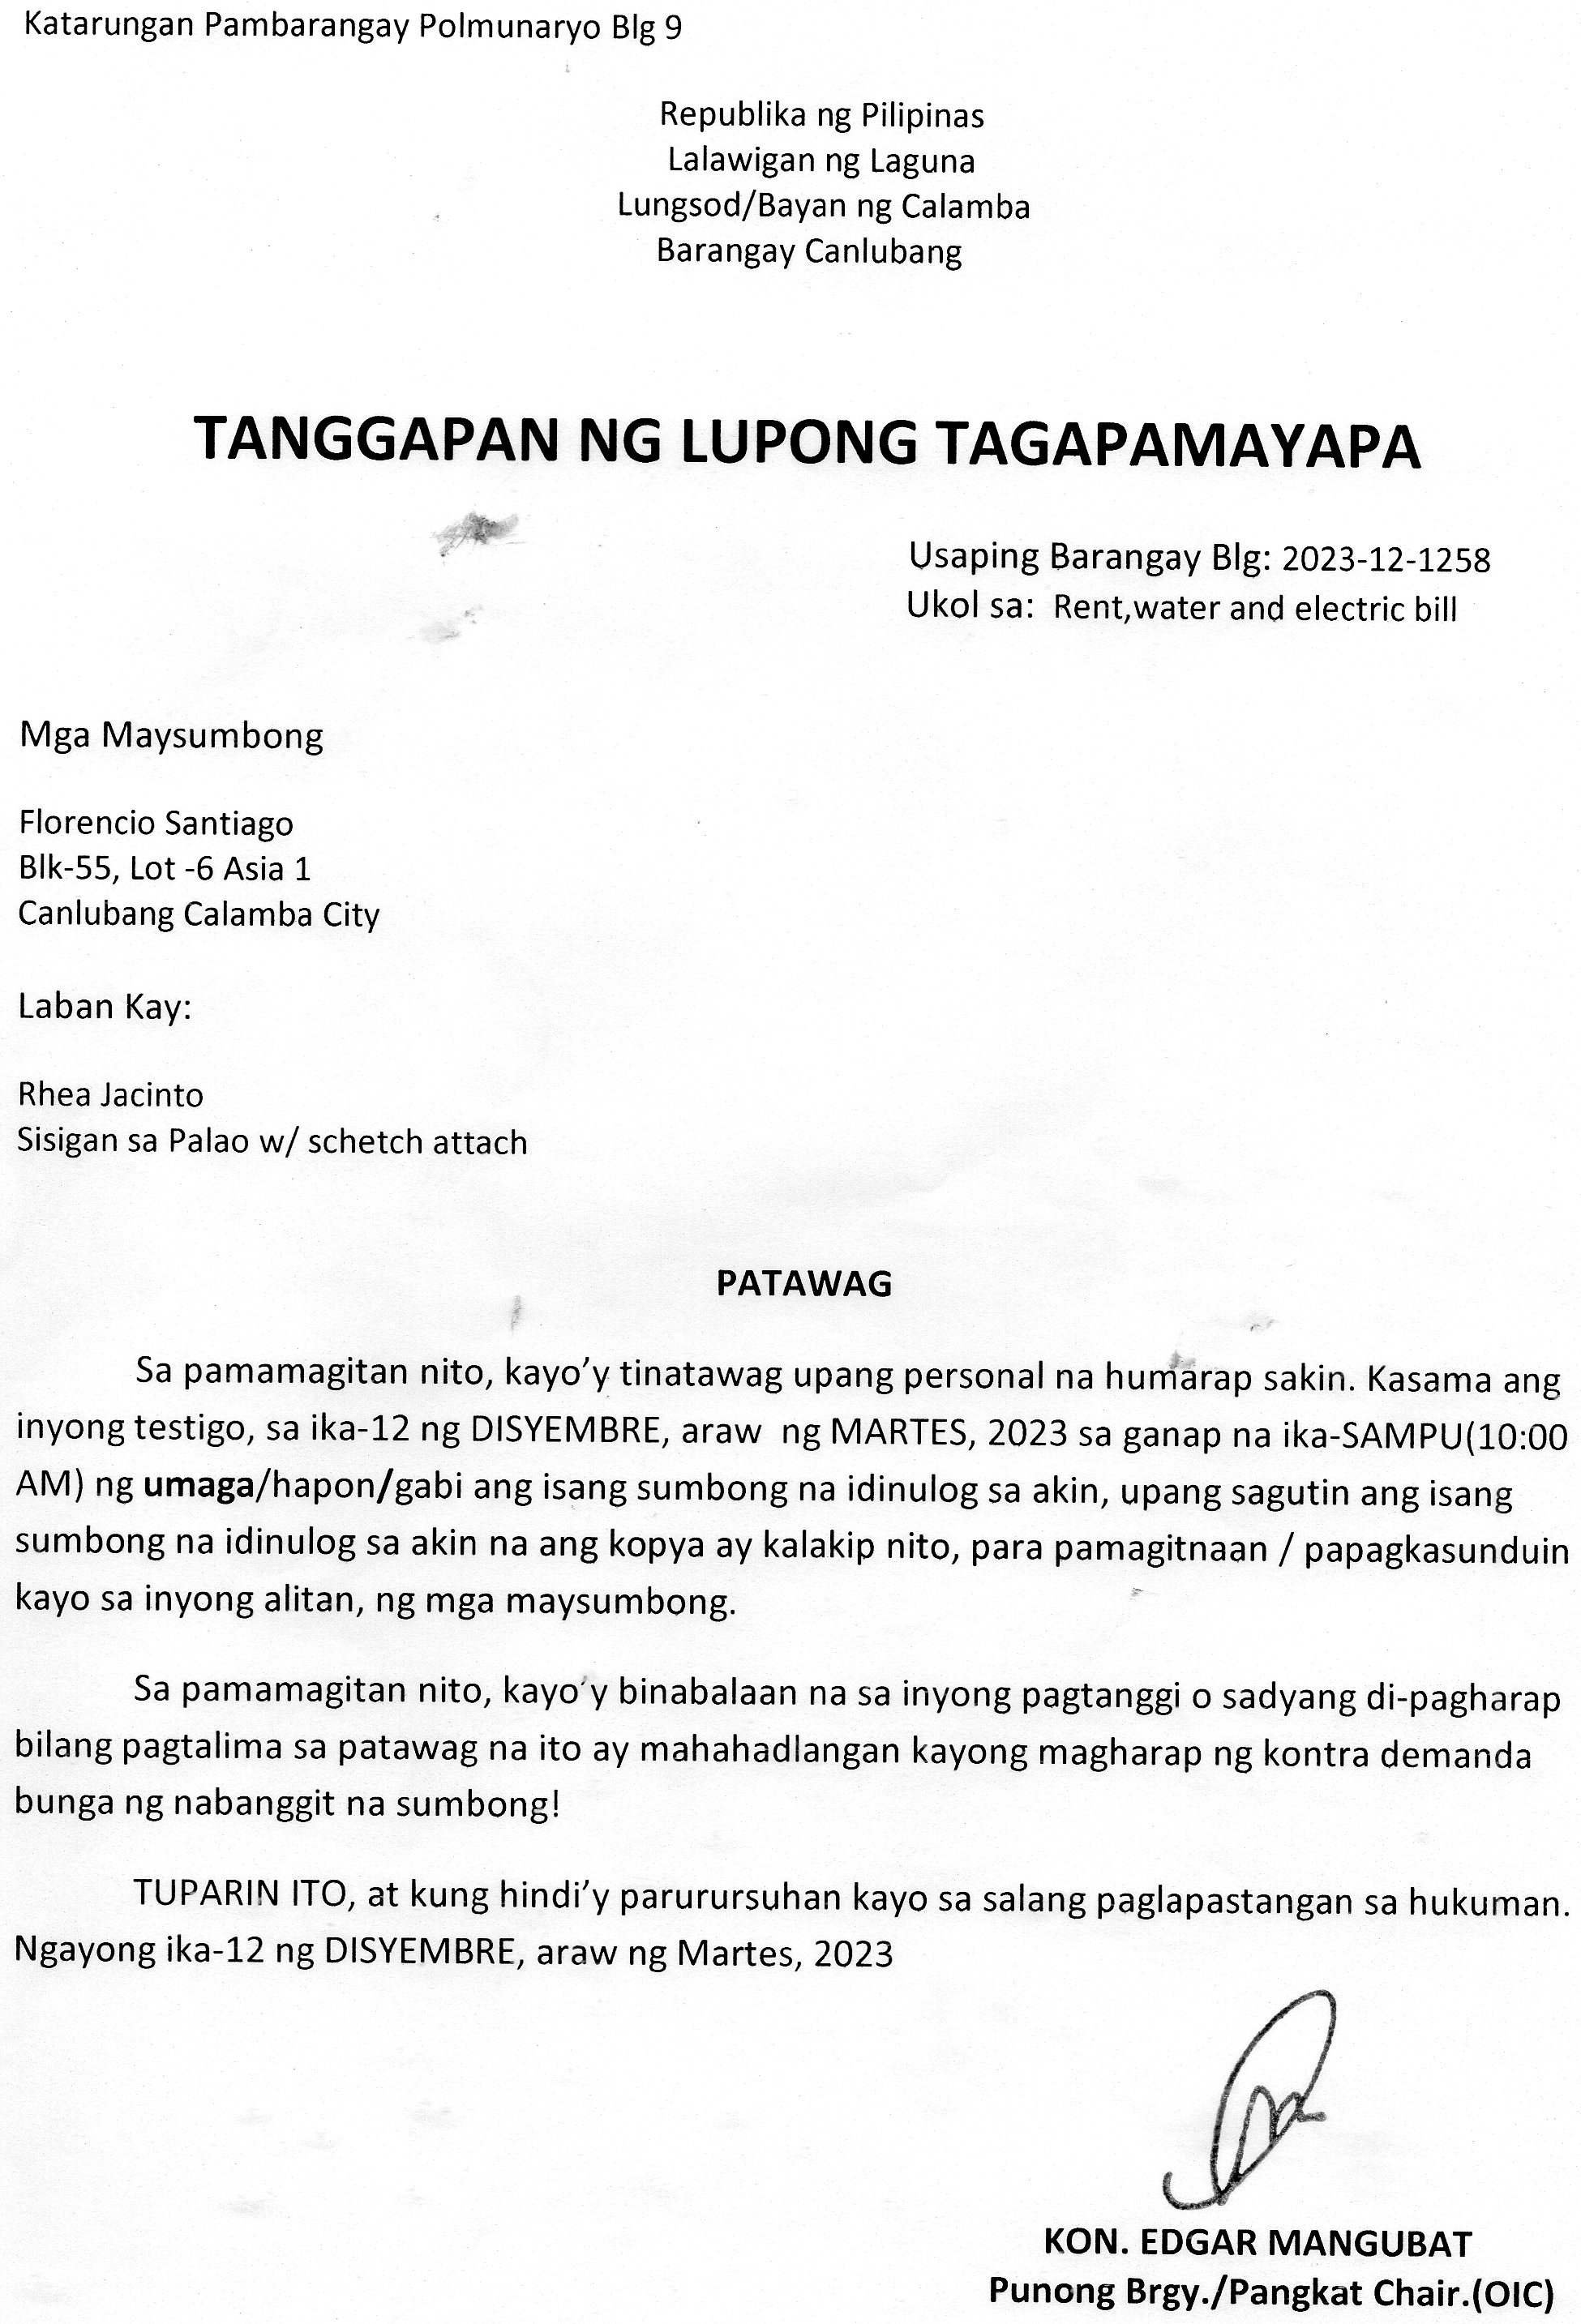 Katarungan Pambarangay Polmunaryo Blg 9
Republika ng Pilipinas
Lalawigan ng Laguna
Lungsod/Bayan ng Calamba
Barangay Canlubang
TANGGAPAN NG LUPONG TAGAPAMAYAPA
Usaping Barangay Blg: 2023-12-1258
Ukol sa: Rent,water and electric bill
Mga Maysumbong
Florencio Santiago
Blk-55, Lot -6 Asia 1
Canlubang Calamba City
Laban Kay:
Rhea Jacinto
Sisigan sa Palao w/ schetch attach
PATAWAG
Sa pamamagitan nito, kayo’y tinatawag upang personal na humarap sakin. Kasama ang
inyong testigo, sa ika-12 ng DISYEMBRE, araw ng MARTES, 2023 sa ganap na ika-SAMPU(10:00
AM) ng umaga/hapon/gabi ang isang sumbong na idinulog sa akin, upang sagutin ang isang
sumbong na idinulog sa akin na ang kopya ay kalakip nito, para pamagitnaan / papagkasunduin
kayo sa inyong alitan, ng mga maysumbong.
Sa pamamagitan nito, kayo’y binabalaan na sa inyong pagtanggi o sadyang di-pagharap
bilang pagtalima sa patawag na ito ay mahahadlangan kayong magharap ng kontra demanda
bunga ng nabanggit na sumbong!
TUPARIN ITO, at kung hindi’y parurursuhan kayo sa salang paglapastangan sa hukuman.
Ngayong ika-12 ng DISYEMBRE, araw ng Martes, 2023
KON. EDGAR MANGUBAT
Punong Brgy./Pangkat Chair.(OIC)